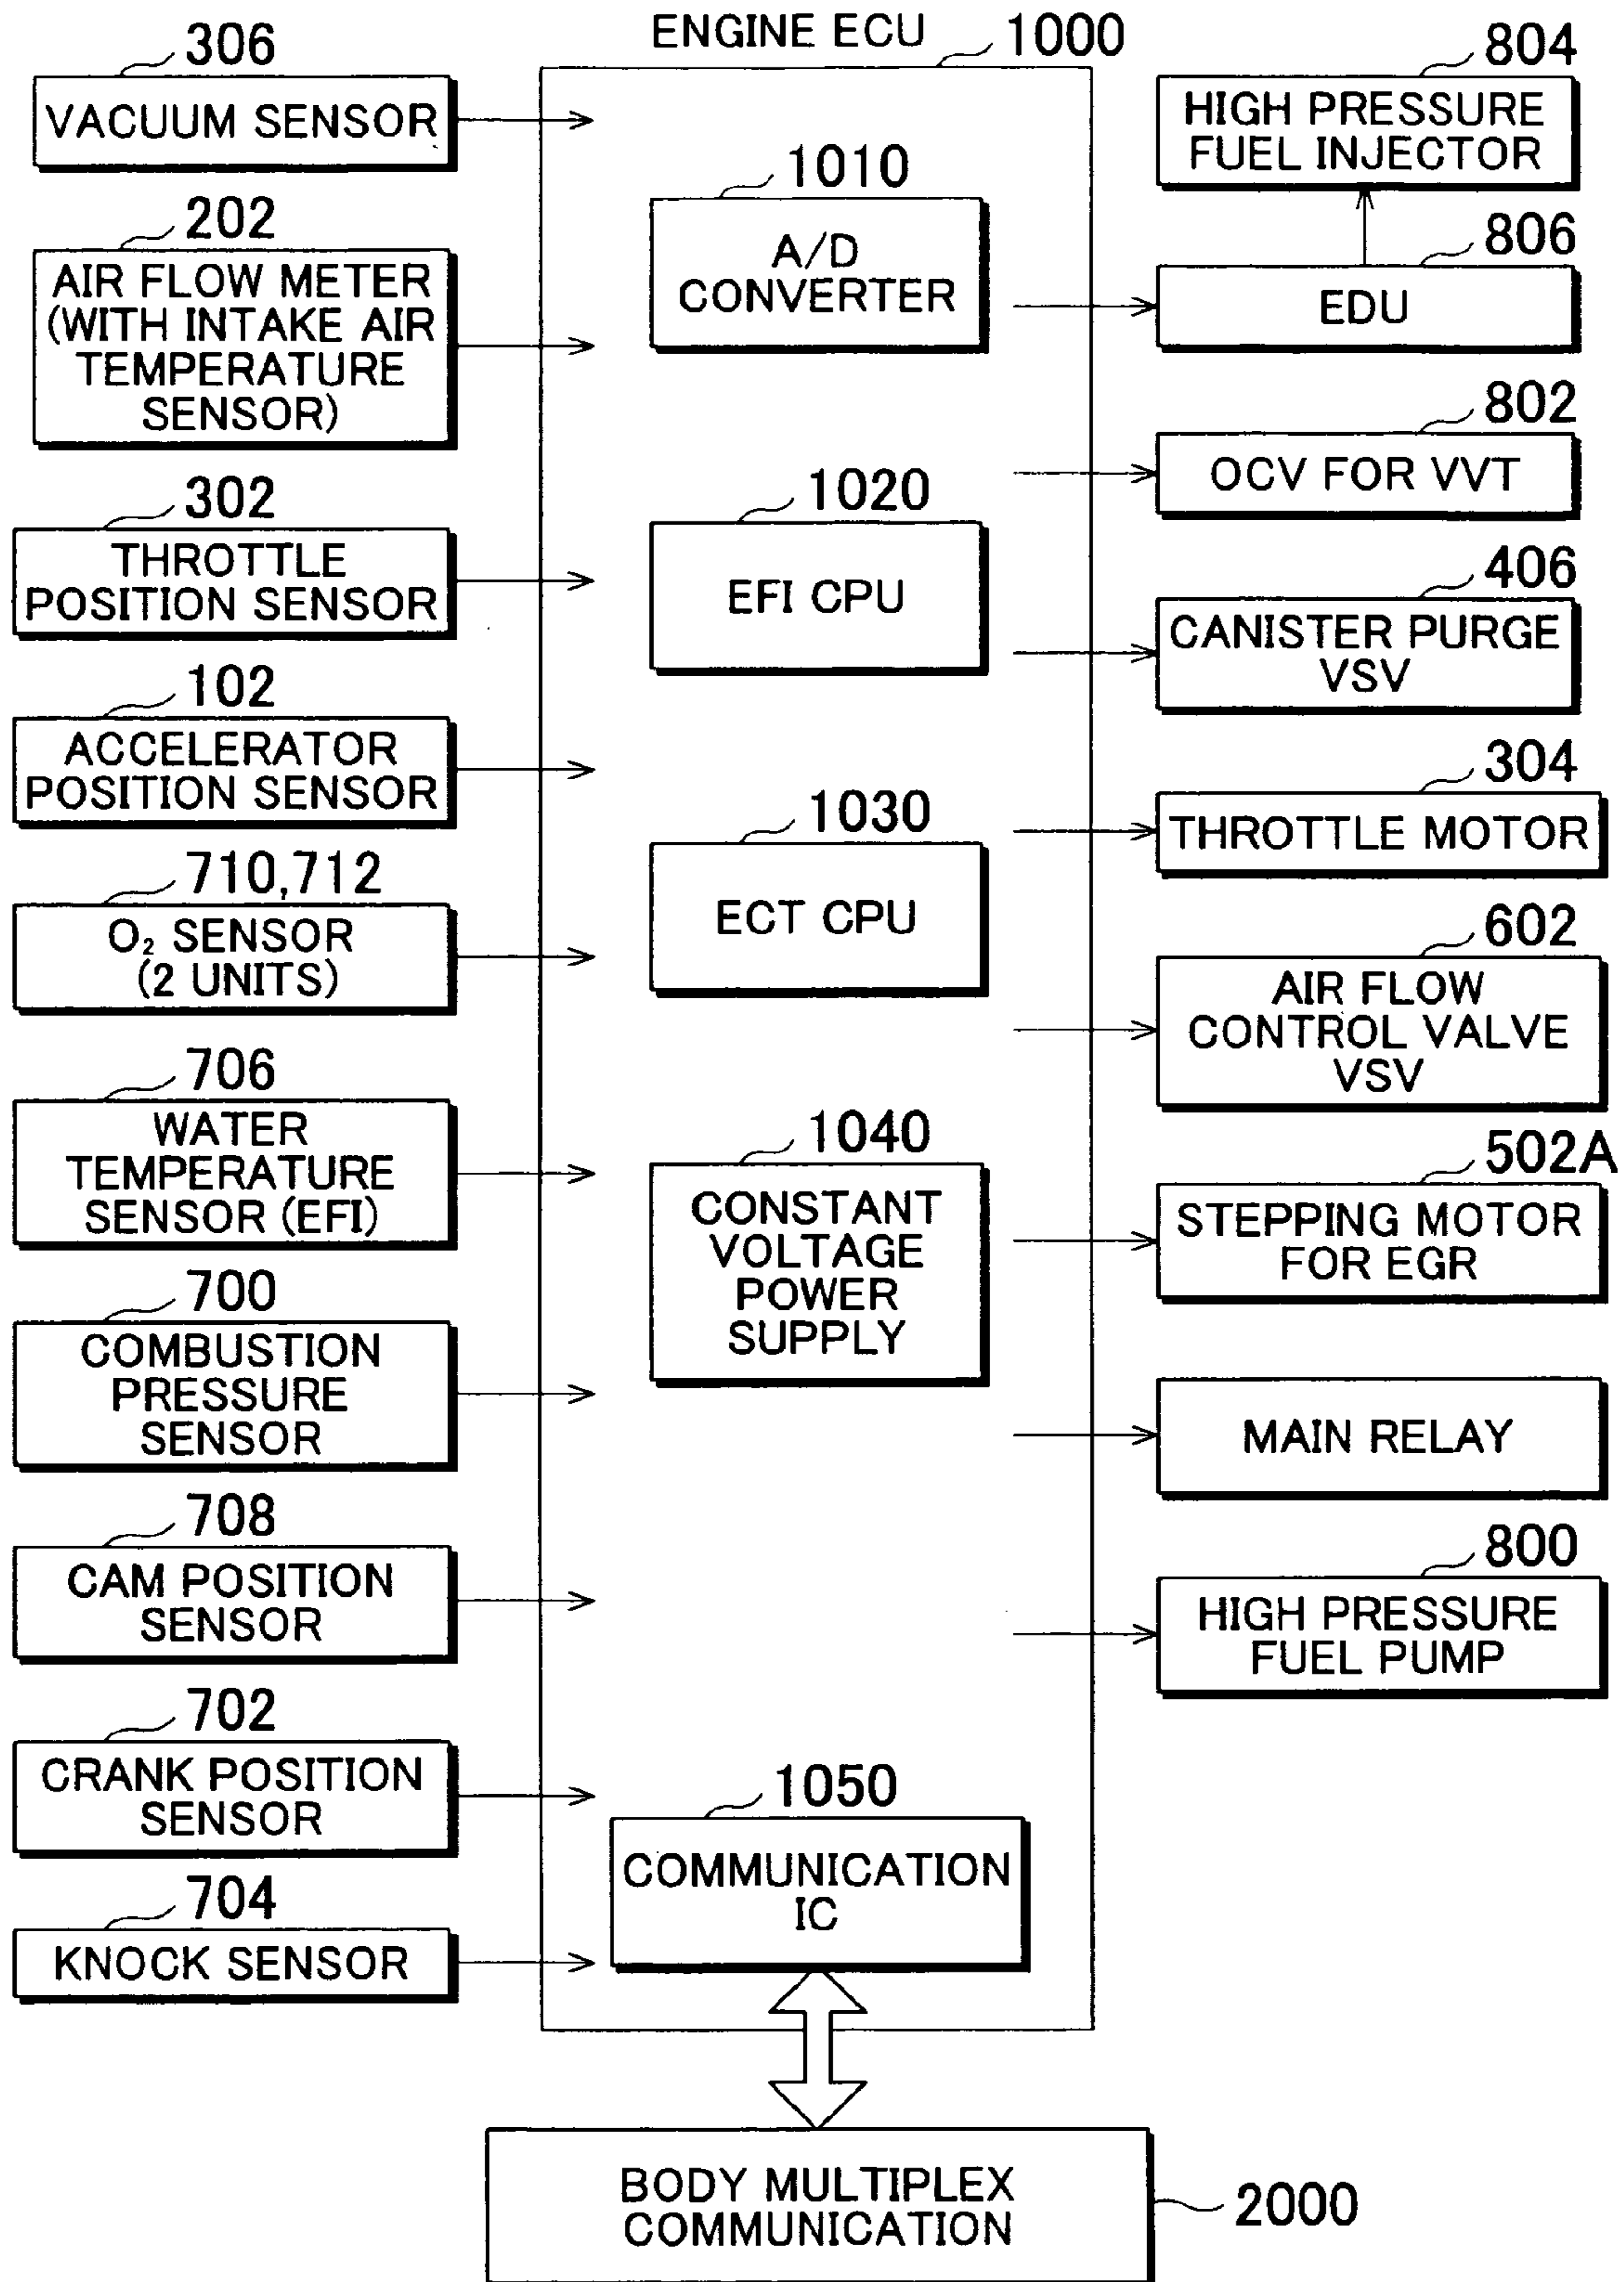 ENGINE ECU
1000
306
VACUUM SENSOR
202
AIR FLOW METER
(WITH INTAKE AIR
TEMPERATURE
SENSOR)
302
THROTTLE
POSITION SENSOR
102
ACCELERATOR
POSITION SENSOR
710,712
O₂ SENSOR
(2 UNITS)
706
WATER
TEMPERATURE
SENSOR (EFI)
700
COMBUSTION
PRESSURE
SENSOR
708
CAM POSITION
SENSOR
702
CRANK POSITION
SENSOR
704
KNOCK SENSOR
1010
A/D
CONVERTER
1020
EFI CPU
1030
ECT CPU
1040
CONSTANT
VOLTAGE
POWER
SUPPLY
1050
COMMUNICATION
IC
804
HIGH PRESSURE
FUEL INJECTOR
806
EDU
802
OCV FOR VVT
406
CANISTER PURGE
VSV
304
THROTTLE MOTOR
602
AIR FLOW
CONTROL VALVE
VSV
502A
STEPPING MOTOR
FOR EGR
MAIN RELAY
800
HIGH PRESSURE
FUEL PUMP
BODY MULTIPLEX
COMMUNICATION
2000